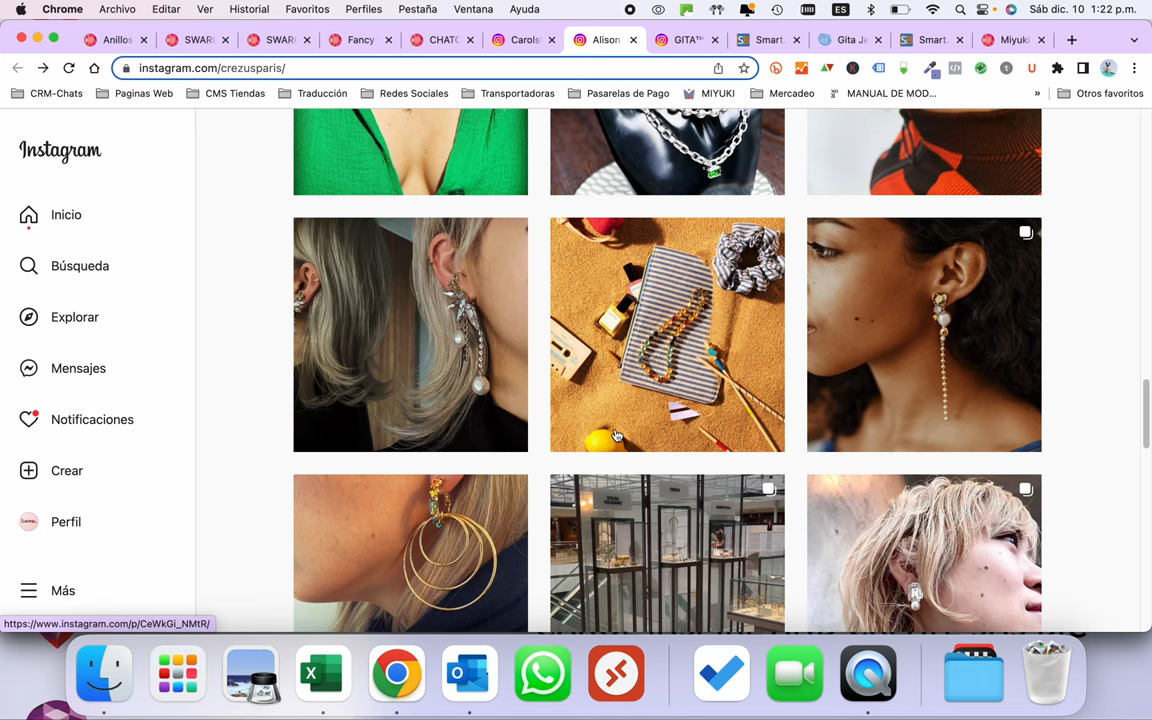 Chrome Archivo Editar Ver Historial Favoritos Perfiles Pestaña Ventana Ayuda ES Sáb dic. 10 1:22 p.m.
Anillos SWAR SWAR Fancy CHAT Carols Alison GITA™ Smart. Gita Je Smart. Miyuki
instagram.com/crezusparis/
CRM-Chats Paginas Web CMS Tiendas Traducción Redes Sociales Transportadoras Pasarelas de Pago MIYUKI Mercadeo MANUAL DE MOD... » Otros favoritos
Instagram
Inicio
Búsqueda
Explorar
Mensajes
Notificaciones
Crear
Perfil
Más
https://www.instagram.com/p/CeWkGi_NMtR/